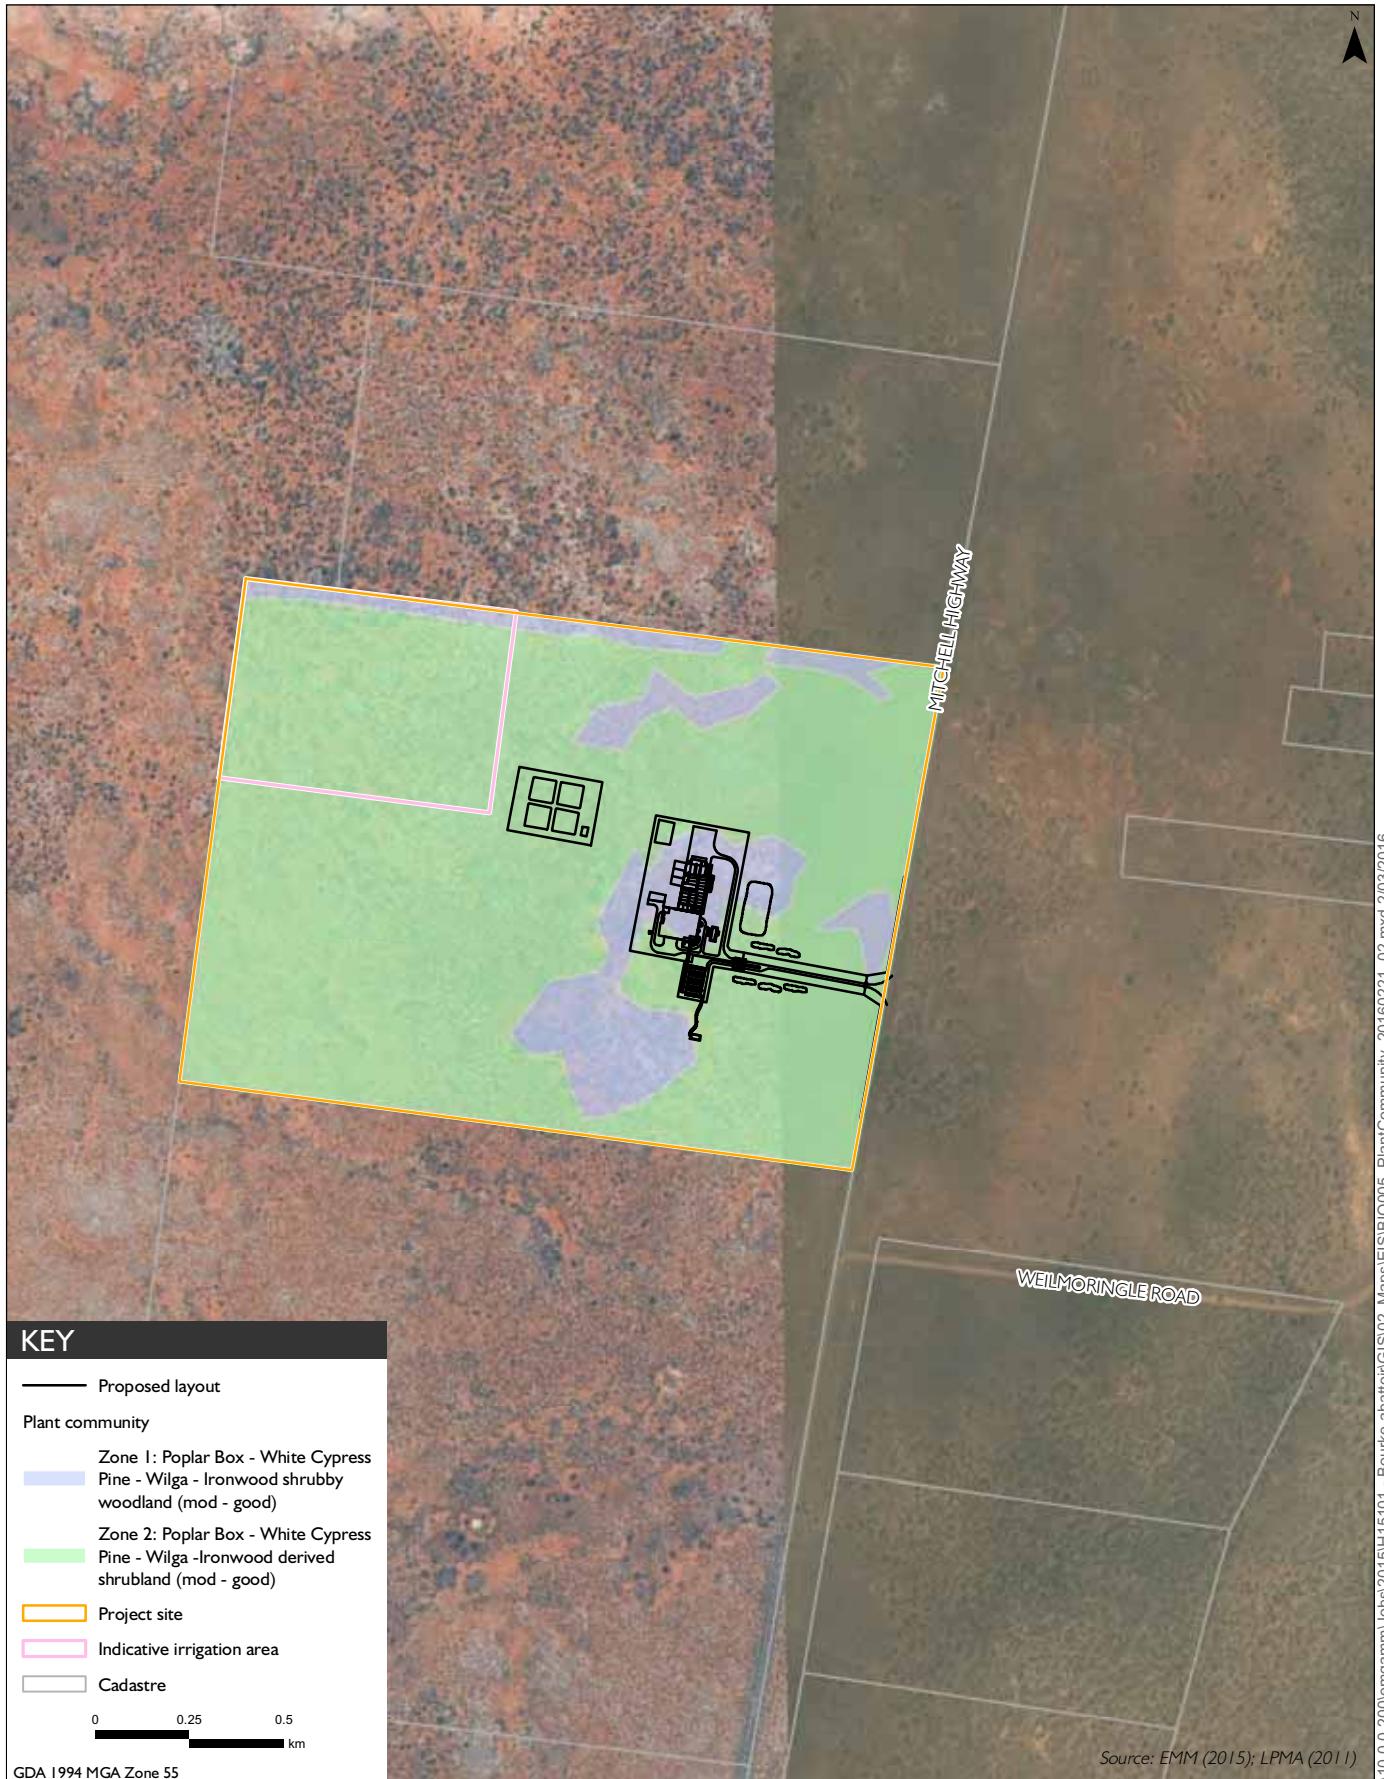 N
MITCHELL HIGHWAY
WEILMORINGLE ROAD
KEY
Proposed layout
Plant community
Zone 1: Poplar Box - White Cypress
Pine - Wilga - Ironwood shrubby
woodland (mod - good)
Zone 2: Poplar Box - White Cypress
Pine - Wilga -Ironwood derived
shrubland (mod - good)
Project site
Indicative irrigation area
Cadastre
0 0.25 0.5
km
GDA 1994 MGA Zone 55
Source: EMM (2015); LPMA (2011)